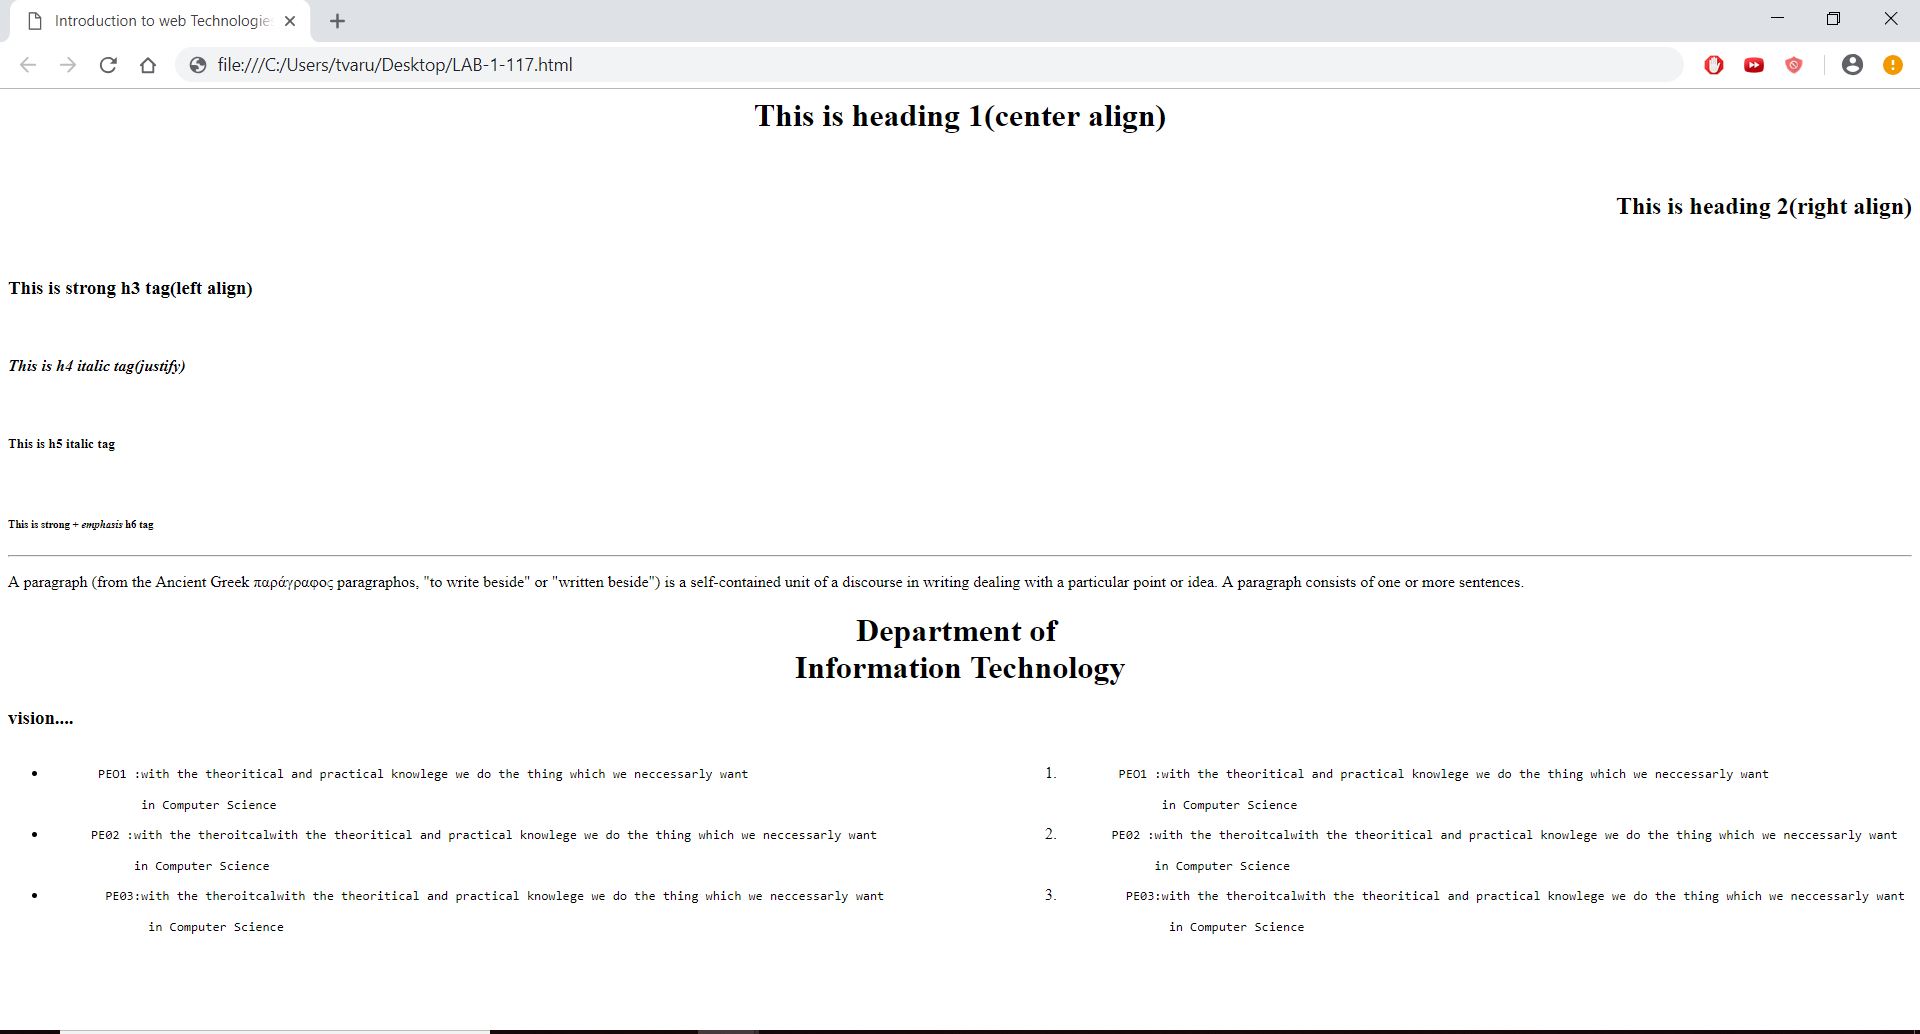 Introduction to web Technologie
file:///C:/Users/tvaru/Desktop/LAB-1-117.html
This is heading 1(center align)
This is heading 2(right align)
This is strong h3 tag(left align)
This is h4 italic tag(justify)
This is h5 italic tag
This is strong + emphasis h6 tag
A paragraph (from the Ancient Greek παράγραφος paragraphos, "to write beside" or "written beside") is a self-contained unit of a discourse in writing dealing with a particular point or idea. A paragraph consists of one or more sentences.
Department of
Information Technology
vision....
• PEO1 :with the theoritical and practical knowlege we do the thing which we neccessarly want
in Computer Science
• PE02 :with the theroitcalwith the theoritical and practical knowlege we do the thing which we neccessarly want
in Computer Science
• PE03:with the theroitcalwith the theoritical and practical knowlege we do the thing which we neccessarly want
in Computer Science
1. PEO1 :with the theoritical and practical knowlege we do the thing which we neccessarly want
in Computer Science
2. PE02 :with the theroitcalwith the theoritical and practical knowlege we do the thing which we neccessarly want
in Computer Science
3. PE03:with the theroitcalwith the theoritical and practical knowlege we do the thing which we neccessarly want
in Computer Science